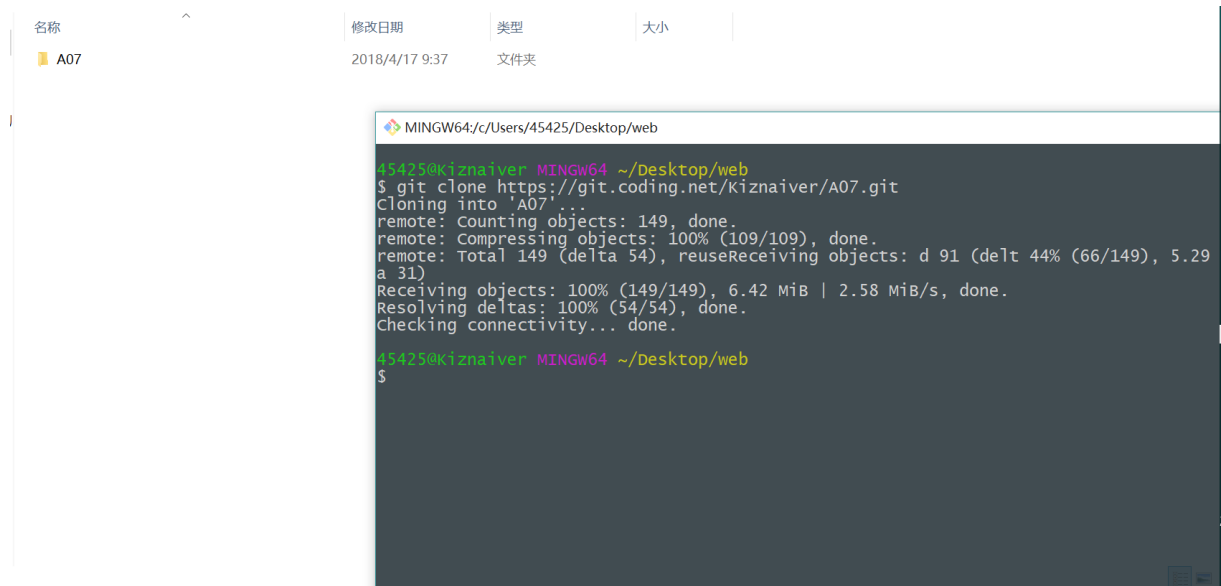 名称 修改日期 类型 大小
A07 2018/4/17 9:37 文件夹
MINGW64:/c/Users/45425/Desktop/web
45425@Kiznaiver MINGW64 ~/Desktop/web
$ git clone https://git.coding.net/Kiznaiver/A07.git
Cloning into 'A07'...
remote: Counting objects: 149, done.
remote: Compressing objects: 100% (109/109), done.
remote: Total 149 (delta 54), reuseReceiving objects: d 91 (delt 44% (66/149), 5.29
a 31)
Receiving objects: 100% (149/149), 6.42 MiB | 2.58 MiB/s, done.
Resolving deltas: 100% (54/54), done.
Checking connectivity... done.
45425@Kiznaiver MINGW64 ~/Desktop/web
$